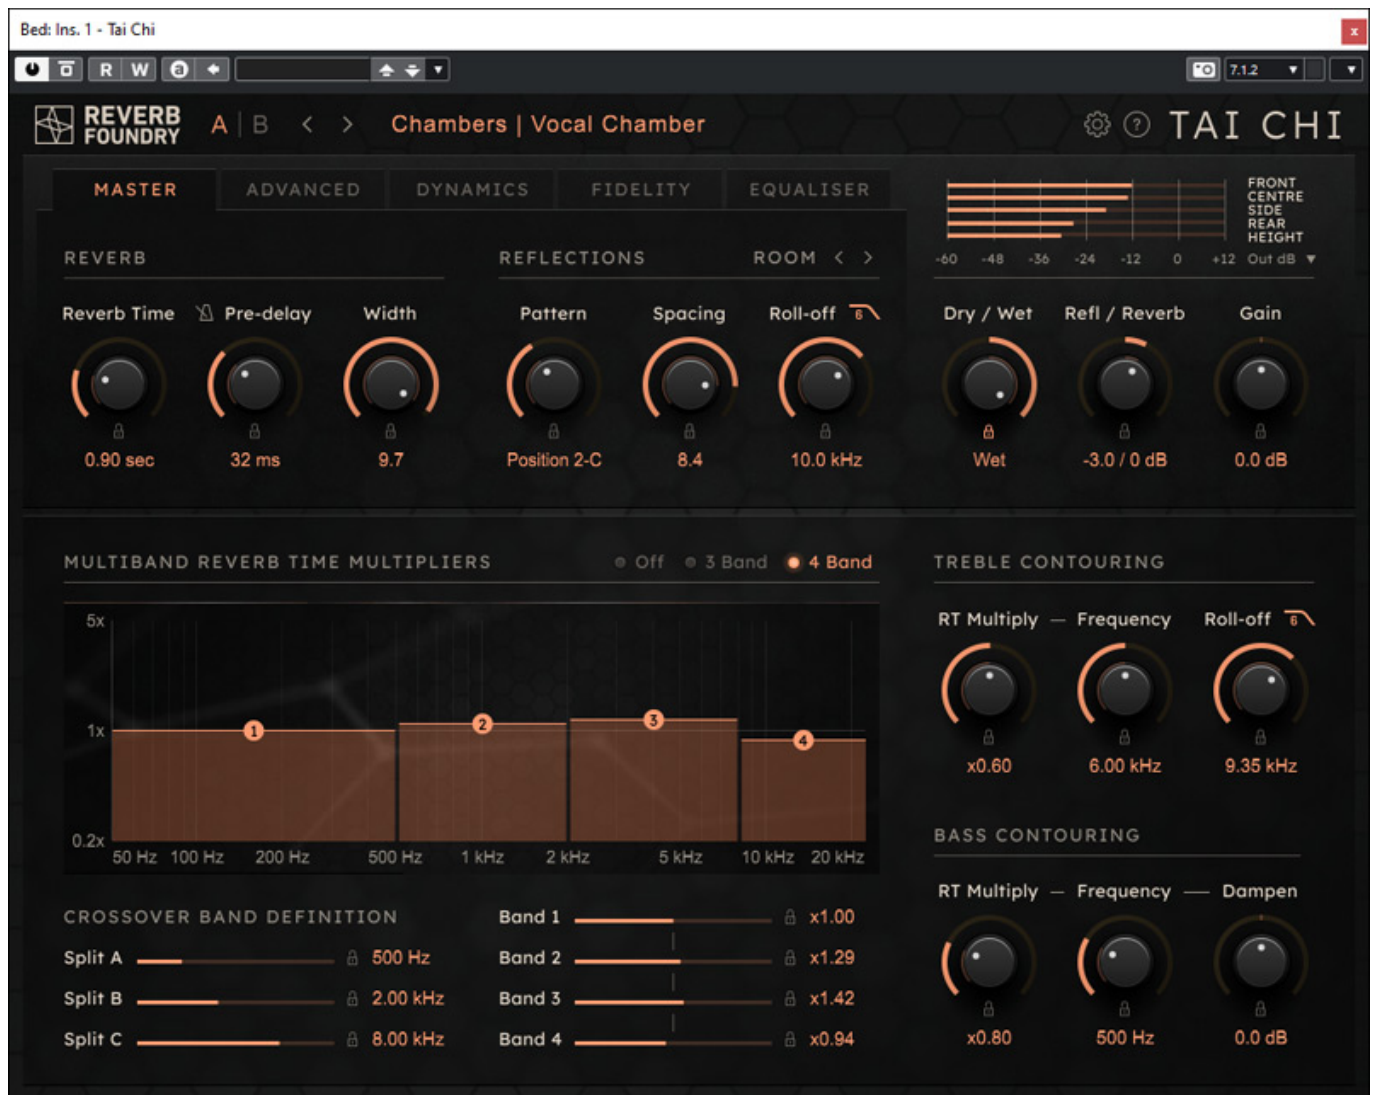 Bed: Ins. 1 - Tai Chi
x
R W a 7.1.2
REVERB
FOUNDRY
A | B < > Chambers | Vocal Chamber
? TAI CHI
MASTER ADVANCED DYNAMICS FIDELITY EQUALISER
FRONT
CENTRE
SIDE
REAR
HEIGHT
-60 -48 -36 -24 -12 0 +12 Out dB
REVERB
REFLECTIONS ROOM < >
Reverb Time Pre-delay Width Pattern Spacing Roll-off 6 Dry / Wet Refl / Reverb Gain
0.90 sec 32 ms 9.7 Position 2-C 8.4 10.0 kHz Wet -3.0 / 0 dB 0.0 dB
MULTIBAND REVERB TIME MULTIPLIERS Off 3 Band 4 Band
5x
1x
0.2x
1 2 3 4
50 Hz 100 Hz 200 Hz 500 Hz 1 kHz 2 kHz 5 kHz 10 kHz 20 kHz
TREBLE CONTOURING
RT Multiply — Frequency Roll-off 6
x0.60 6.00 kHz 9.35 kHz
BASS CONTOURING
RT Multiply — Frequency — Dampen
x0.80 500 Hz 0.0 dB
CROSSOVER BAND DEFINITION
Split A 500 Hz
Split B 2.00 kHz
Split C 8.00 kHz
Band 1 x1.00
Band 2 x1.29
Band 3 x1.42
Band 4 x0.94